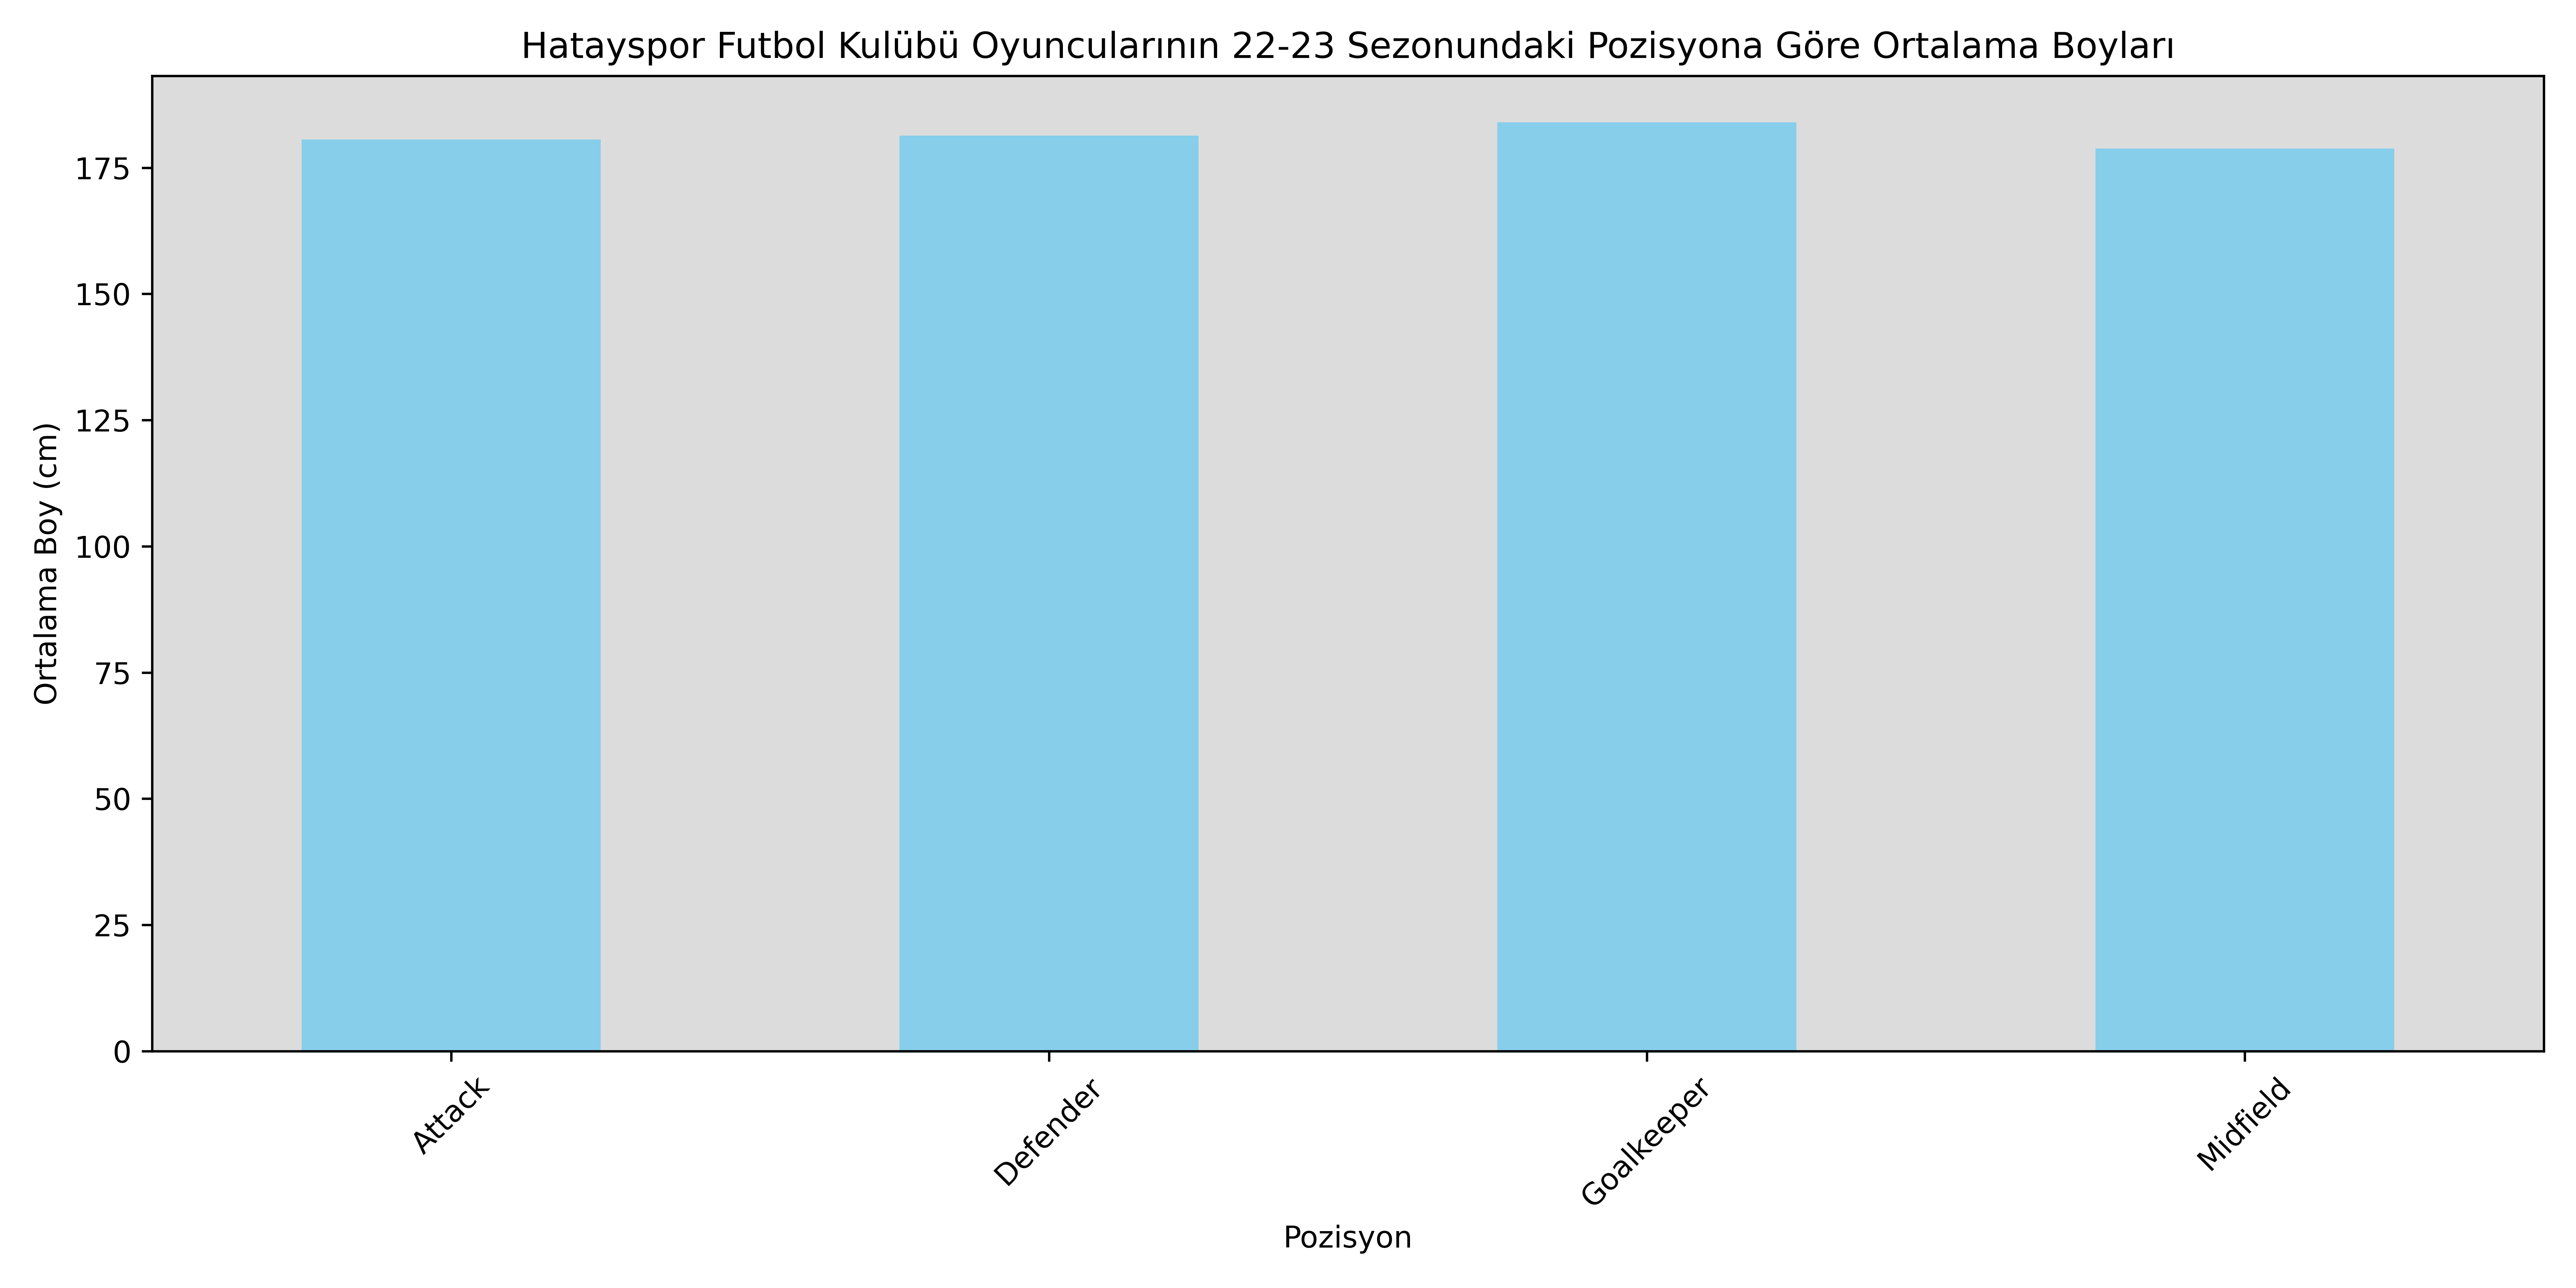 Hatayspor Futbol Kulübü Oyuncularının 22-23 Sezonundaki Pozisyona Göre Ortalama Boyları
Ortalama Boy (cm)
175
150
125
100
75
50
25
0
Attack
Defender
Goalkeeper
Midfield
Pozisyon